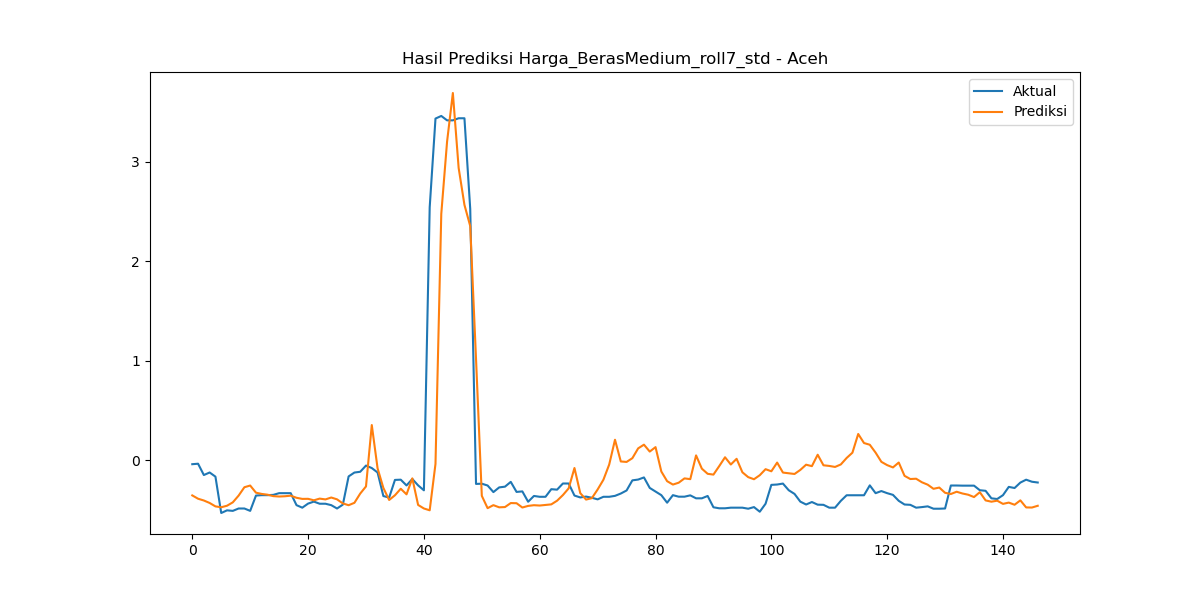 Hasil Prediksi Harga_BerasMedium_roll7_std - Aceh
Aktual
Prediksi
3
2
1
0
0 20 40 60 80 100 120 140